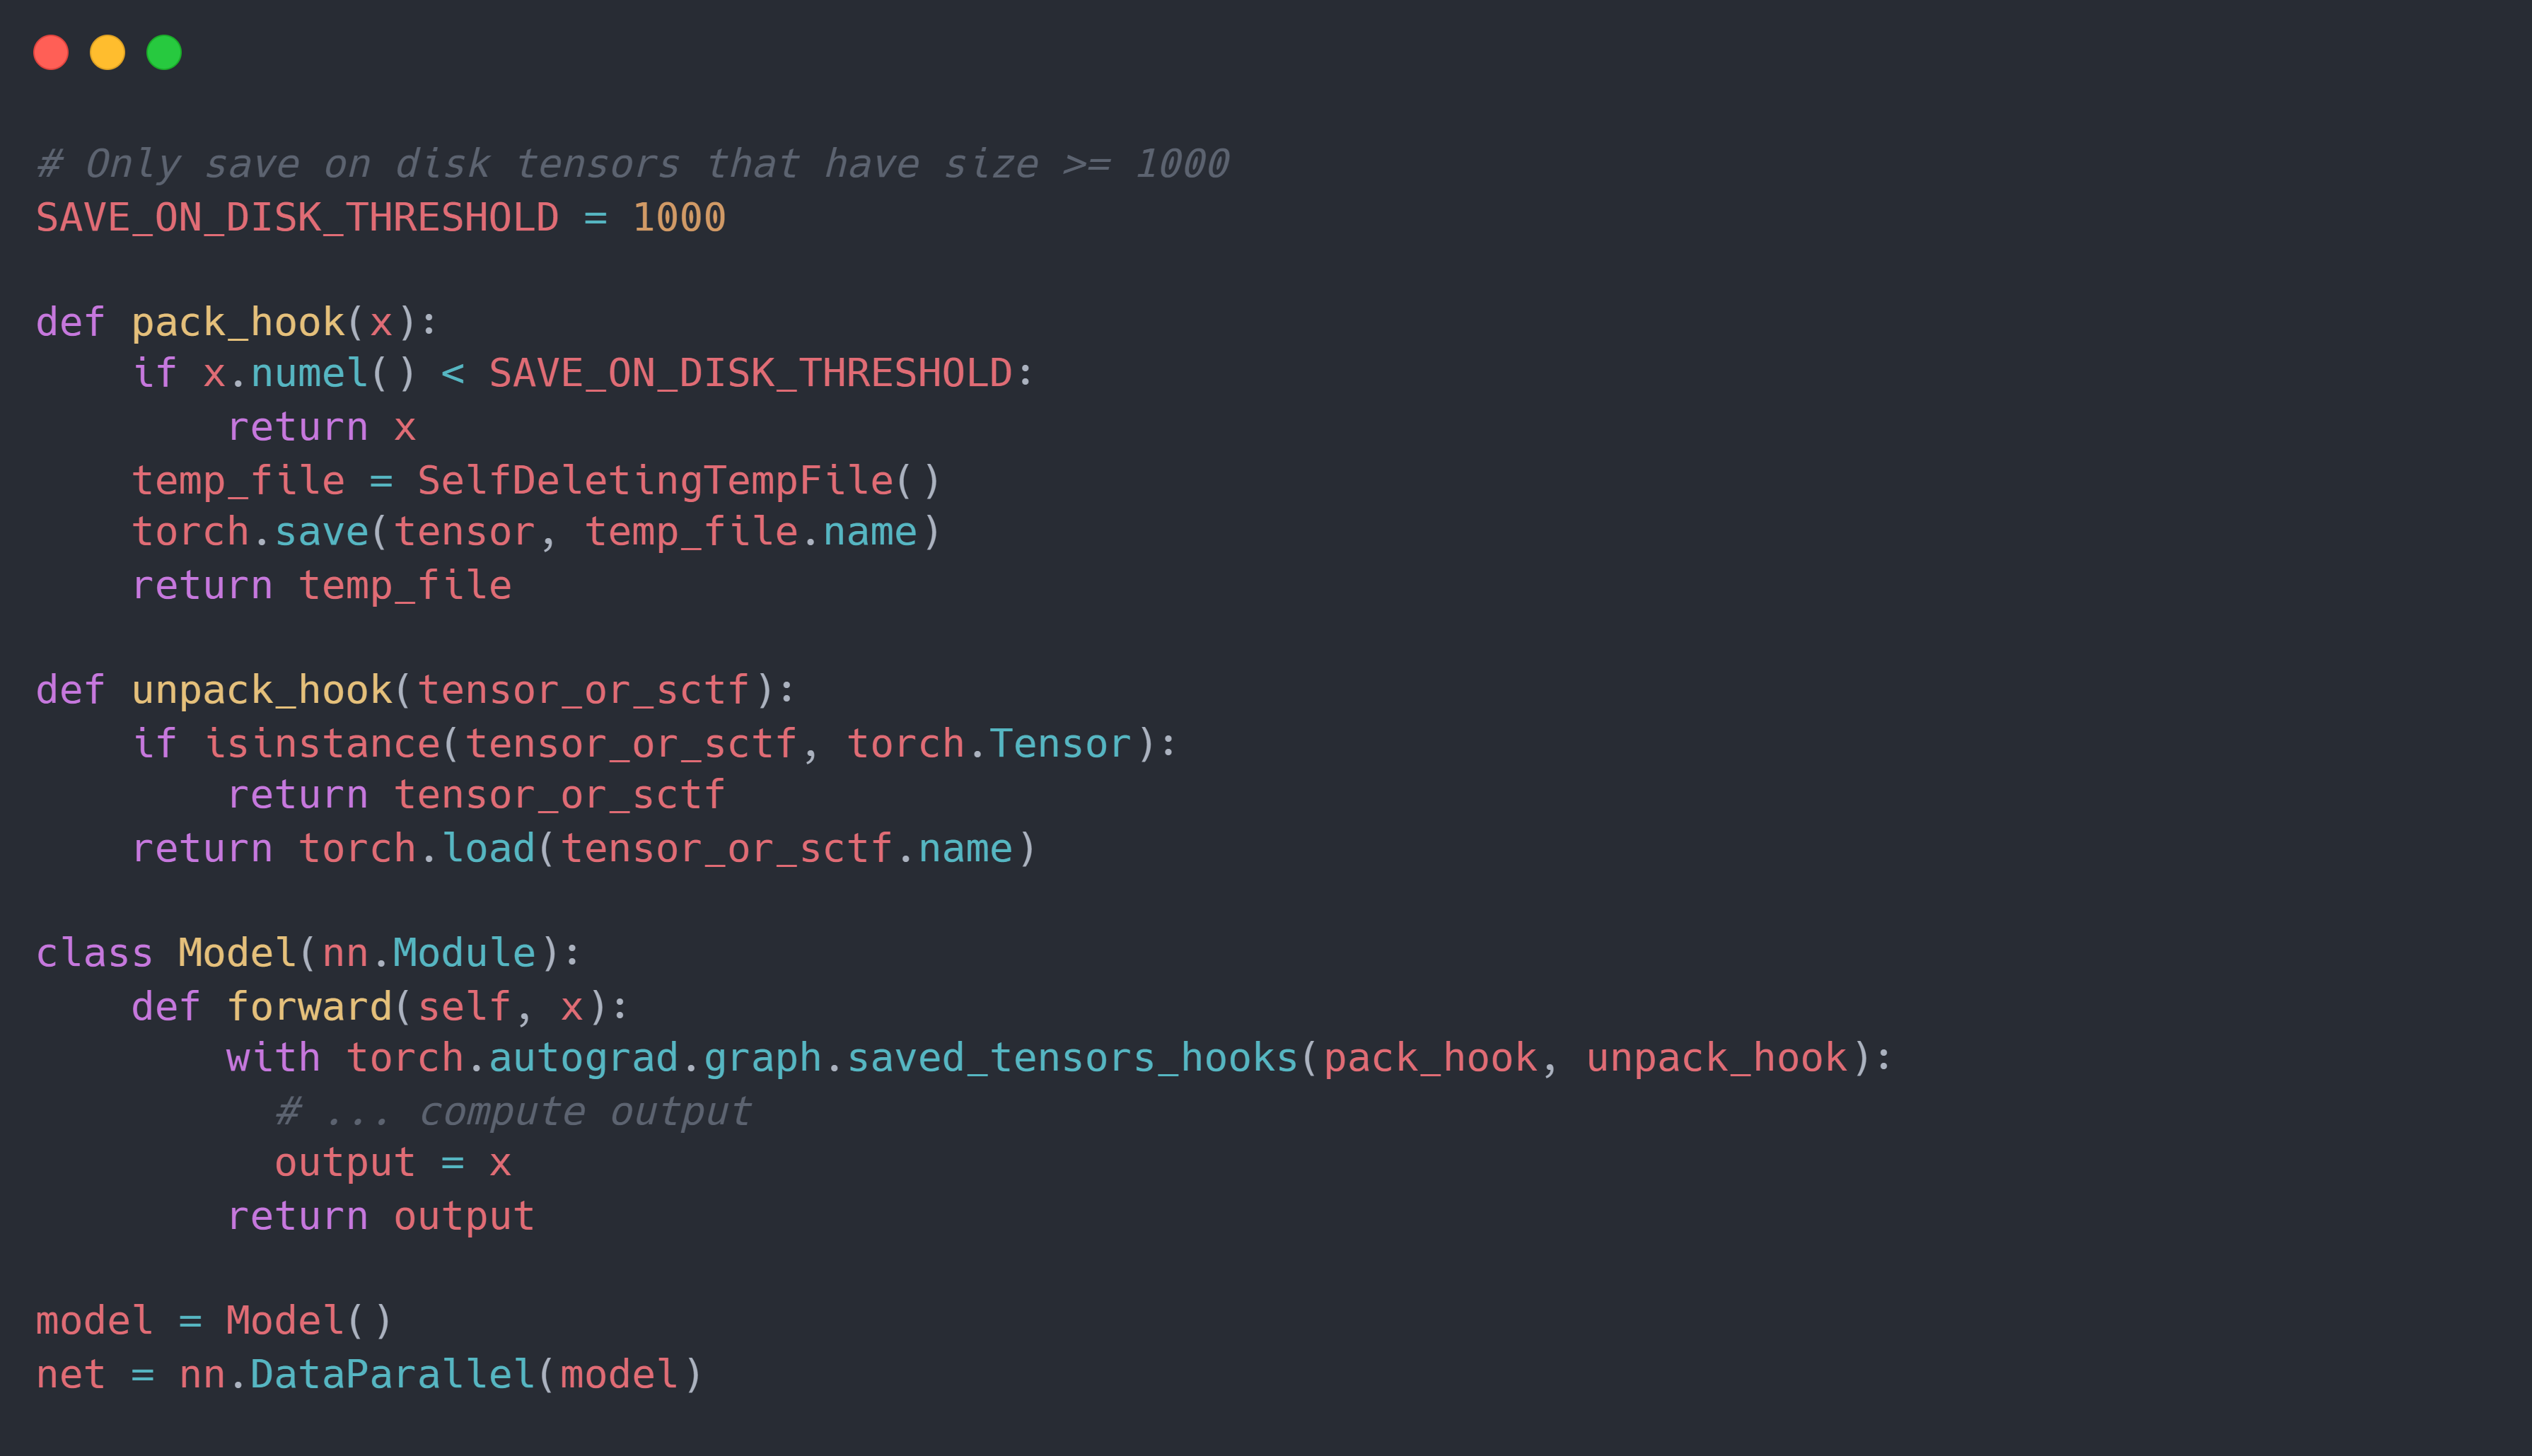 # Only save on disk tensors that have size >= 1000
SAVE_ON_DISK_THRESHOLD = 1000

def pack_hook(x):
    if x.numel() < SAVE_ON_DISK_THRESHOLD:
        return x
    temp_file = SelfDeletingTempFile()
    torch.save(tensor, temp_file.name)
    return temp_file

def unpack_hook(tensor_or_sctf):
    if isinstance(tensor_or_sctf, torch.Tensor):
        return tensor_or_sctf
    return torch.load(tensor_or_sctf.name)

class Model(nn.Module):
    def forward(self, x):
        with torch.autograd.graph.saved_tensors_hooks(pack_hook, unpack_hook):
          # ... compute output
          output = x
        return output

model = Model()
net = nn.DataParallel(model)